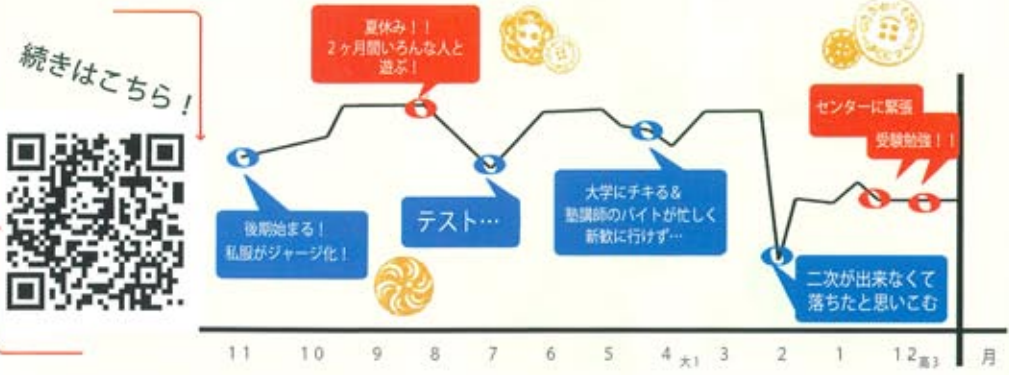 続きはこちら！
夏休み！！
２ヶ月間いろんな人と
遊ぶ！
センターに緊張
受験勉強！！
後期始まる！
私服がジャージ化！
テスト…
大学にチキる＆
塾講師のバイトが忙しく
新歓に行けず…
二次が出来なくて
落ちたと思いこむ
11 10 9 8 7 6 5 4 大1 3 2 1 12 高3 月